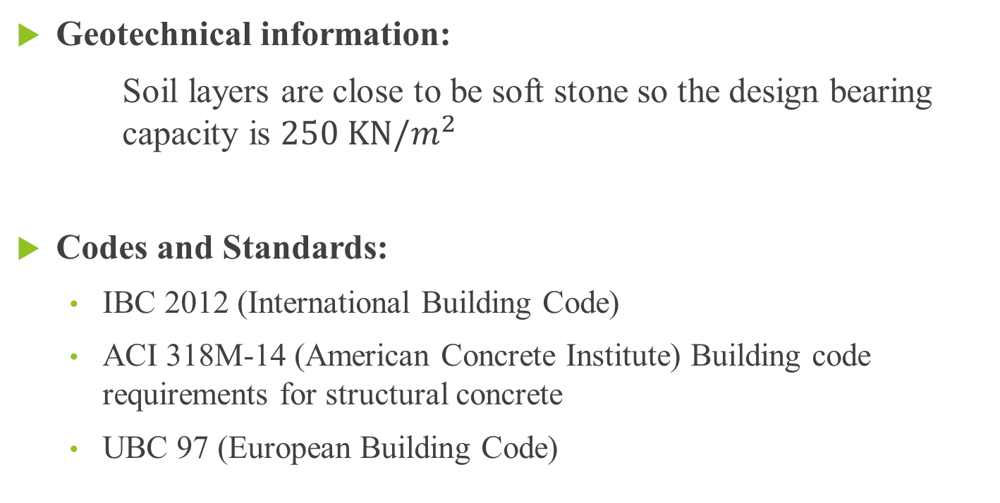 Geotechnical information:
Soil layers are close to be soft stone so the design bearing
capacity is 250 KN/m²
Codes and Standards:
• IBC 2012 (International Building Code)
• ACI 318M-14 (American Concrete Institute) Building code
requirements for structural concrete
• UBC 97 (European Building Code)